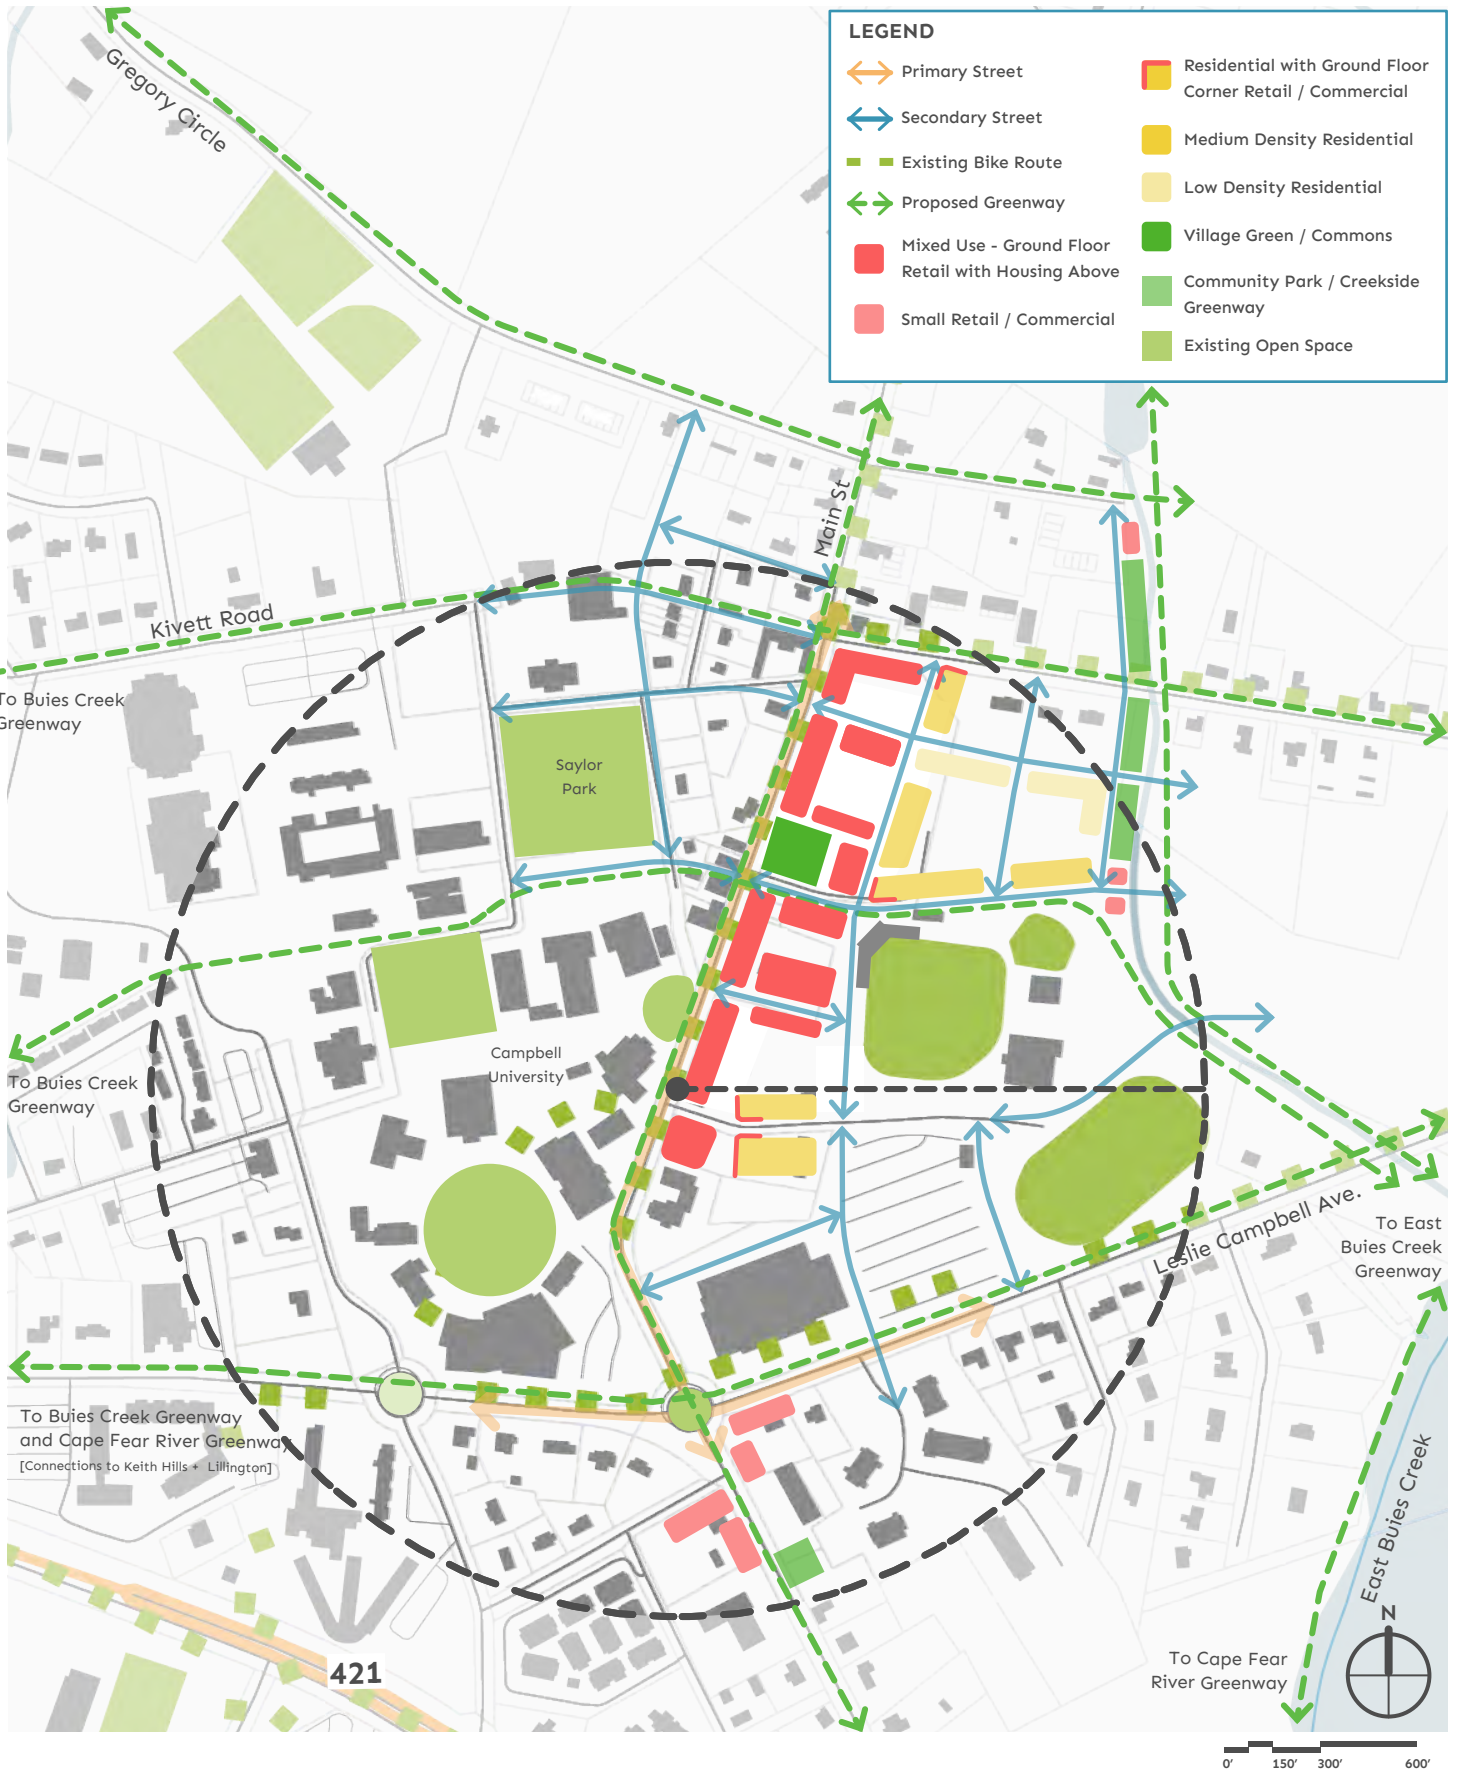 LEGEND
Primary Street
Secondary Street
Existing Bike Route
Proposed Greenway
Mixed Use - Ground Floor
Retail with Housing Above
Small Retail / Commercial
Residential with Ground Floor
Corner Retail / Commercial
Medium Density Residential
Low Density Residential
Village Green / Commons
Community Park / Creekside
Greenway
Existing Open Space
Gregory Circle
Main St
Kivett Road
To Buies Creek
Greenway
Saylor
Park
Campbell
University
To Buies Creek
Greenway
Leslie Campbell Ave.
To East
Buies Creek
Greenway
To Buies Creek Greenway
and Cape Fear River Greenway
[Connections to Keith Hills + Lillington]
East Buies Creek
N
To Cape Fear
River Greenway
421
0' 150' 300' 600'